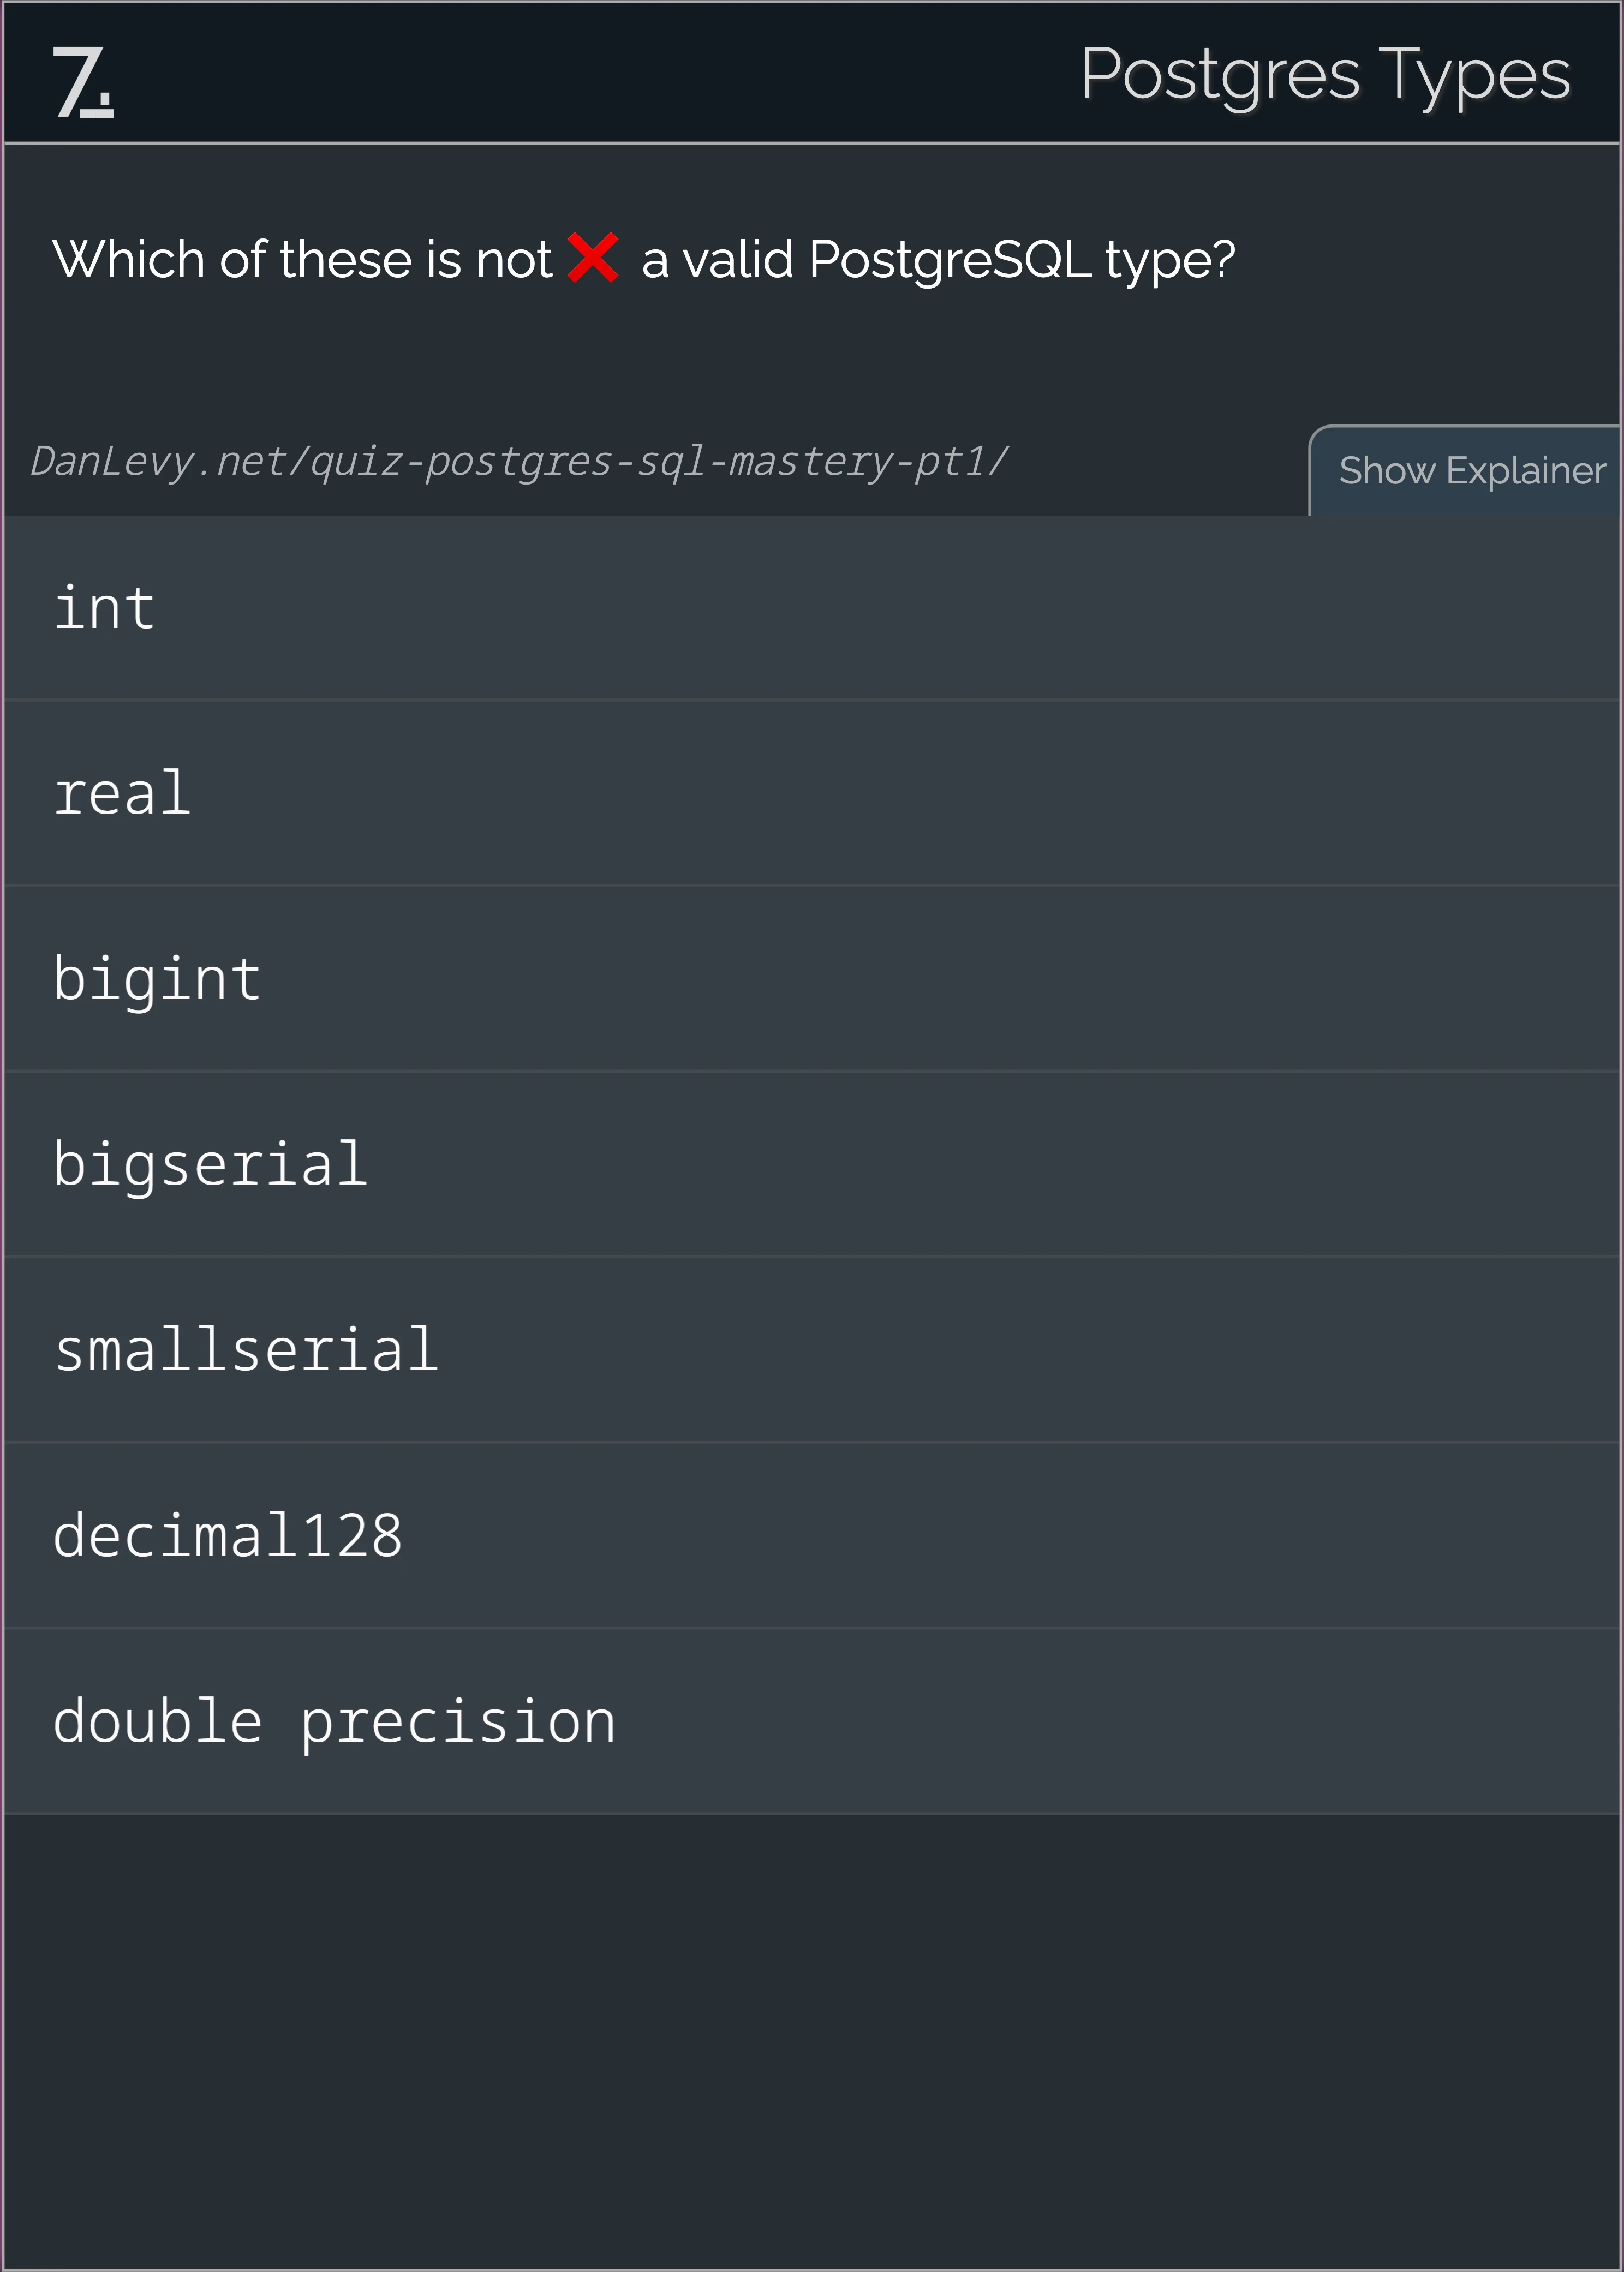 7.
Postgres Types
Which of these is not ❌ a valid PostgreSQL type?
DanLevy.net/quiz-postgres-sql-mastery-pt1/
Show Explainer
int
real
bigint
bigserial
smallserial
decimal128
double precision